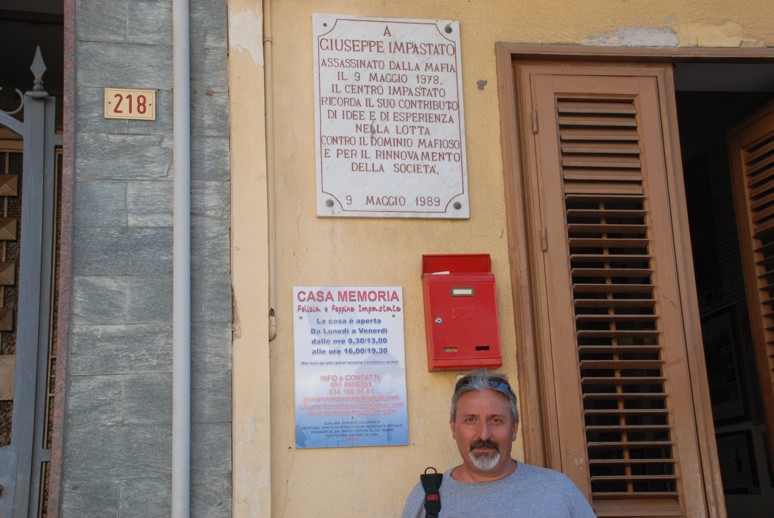 218
A
GIUSEPPE IMPASTATO
ASSASSINATO DALLA MAFIA
IL 9 MAGGIO 1978.
IL CENTRO IMPASTATO
RICORDA IL SUO CONTRIBUTO
DI IDEE E DI ESPERIENZA
NELLA LOTTA
CONTRO IL DOMINIO MAFIOSO
E PER IL RINNOVAMENTO
DELLA SOCIETÀ.
9 MAGGIO 1989
CASA MEMORIA
Felicia e Peppino Impastato
La casa è aperta
Da Lunedì a Venerdì
dalle ore 9,30/13,00
alle ore 16,00/19,30
INFO e CONTATTI: